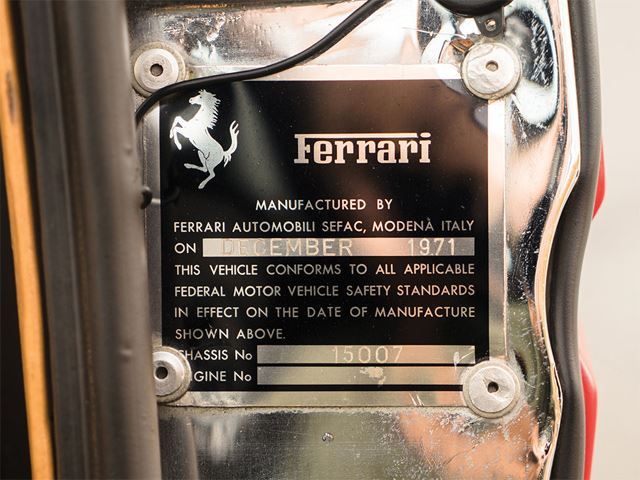 Ferrari
MANUFACTURED BY
FERRARI AUTOMOBILI SEFAC, MODENA ITALY
ON DECEMBER 1971
THIS VEHICLE CONFORMS TO ALL APPLICABLE
FEDERAL MOTOR VEHICLE SAFETY STANDARDS
IN EFFECT ON THE DATE OF MANUFACTURE
SHOWN ABOVE.
CHASSIS No 15007
ENGINE No